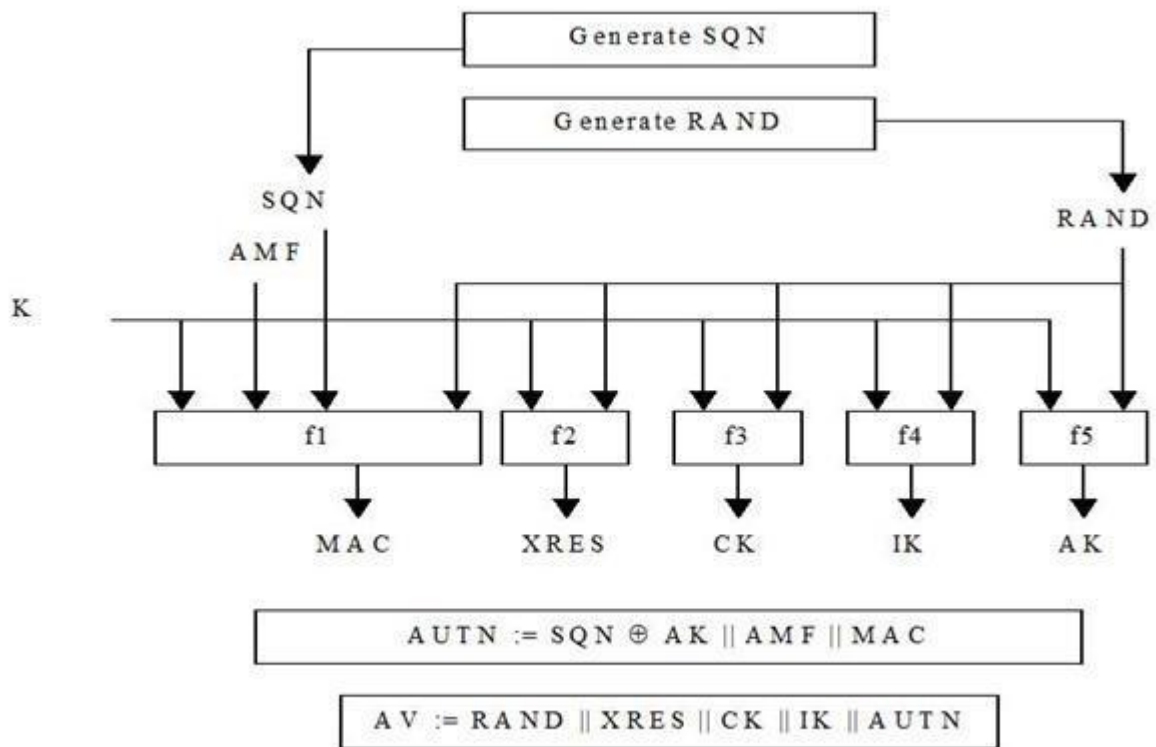 Generate SQN
Generate RAND
SQN
RAND
AMF
K
f1
f2
f3
f4
f5
MAC
XRES
CK
IK
AK
AUTN := SQN ⊕ AK || AMF || MAC
AV := RAND || XRES || CK || IK || AUTN